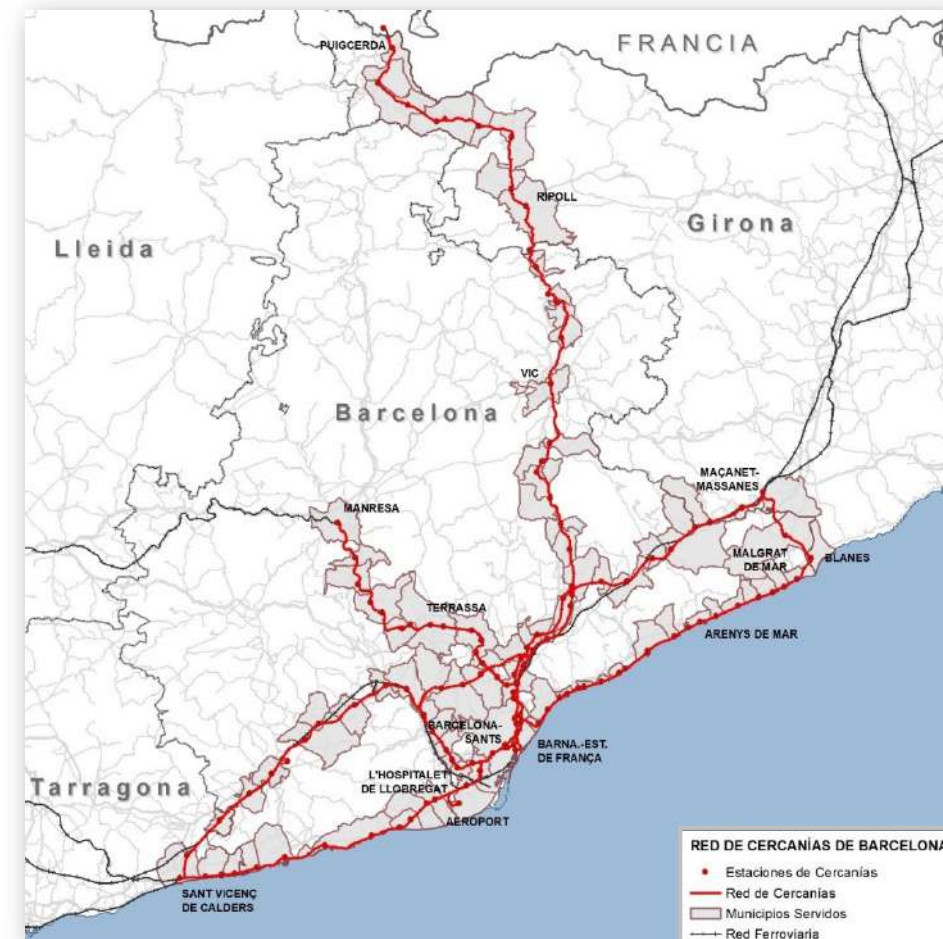 PUIGCERDA
FRANCIA
RIPOLL
Girona
Lleida
VIC
Barcelona
MAÇANET-
MASSANES
MANRESA
MALGRAT
DE MAR
BLANES
TERRASSA
ARENYS DE MAR
BARCELONA-
SANTS
BARNA.-EST.
DE FRANÇA
L'HOSPITALET
DE LLOBREGAT
Tarragona
AEROPORT
SANT VICENÇ
DE CALDERS
RED DE CERCANÍAS DE BARCELONA
Estaciones de Cercanías
Red de Cercanías
Municipios Servidos
Red Ferroviaria